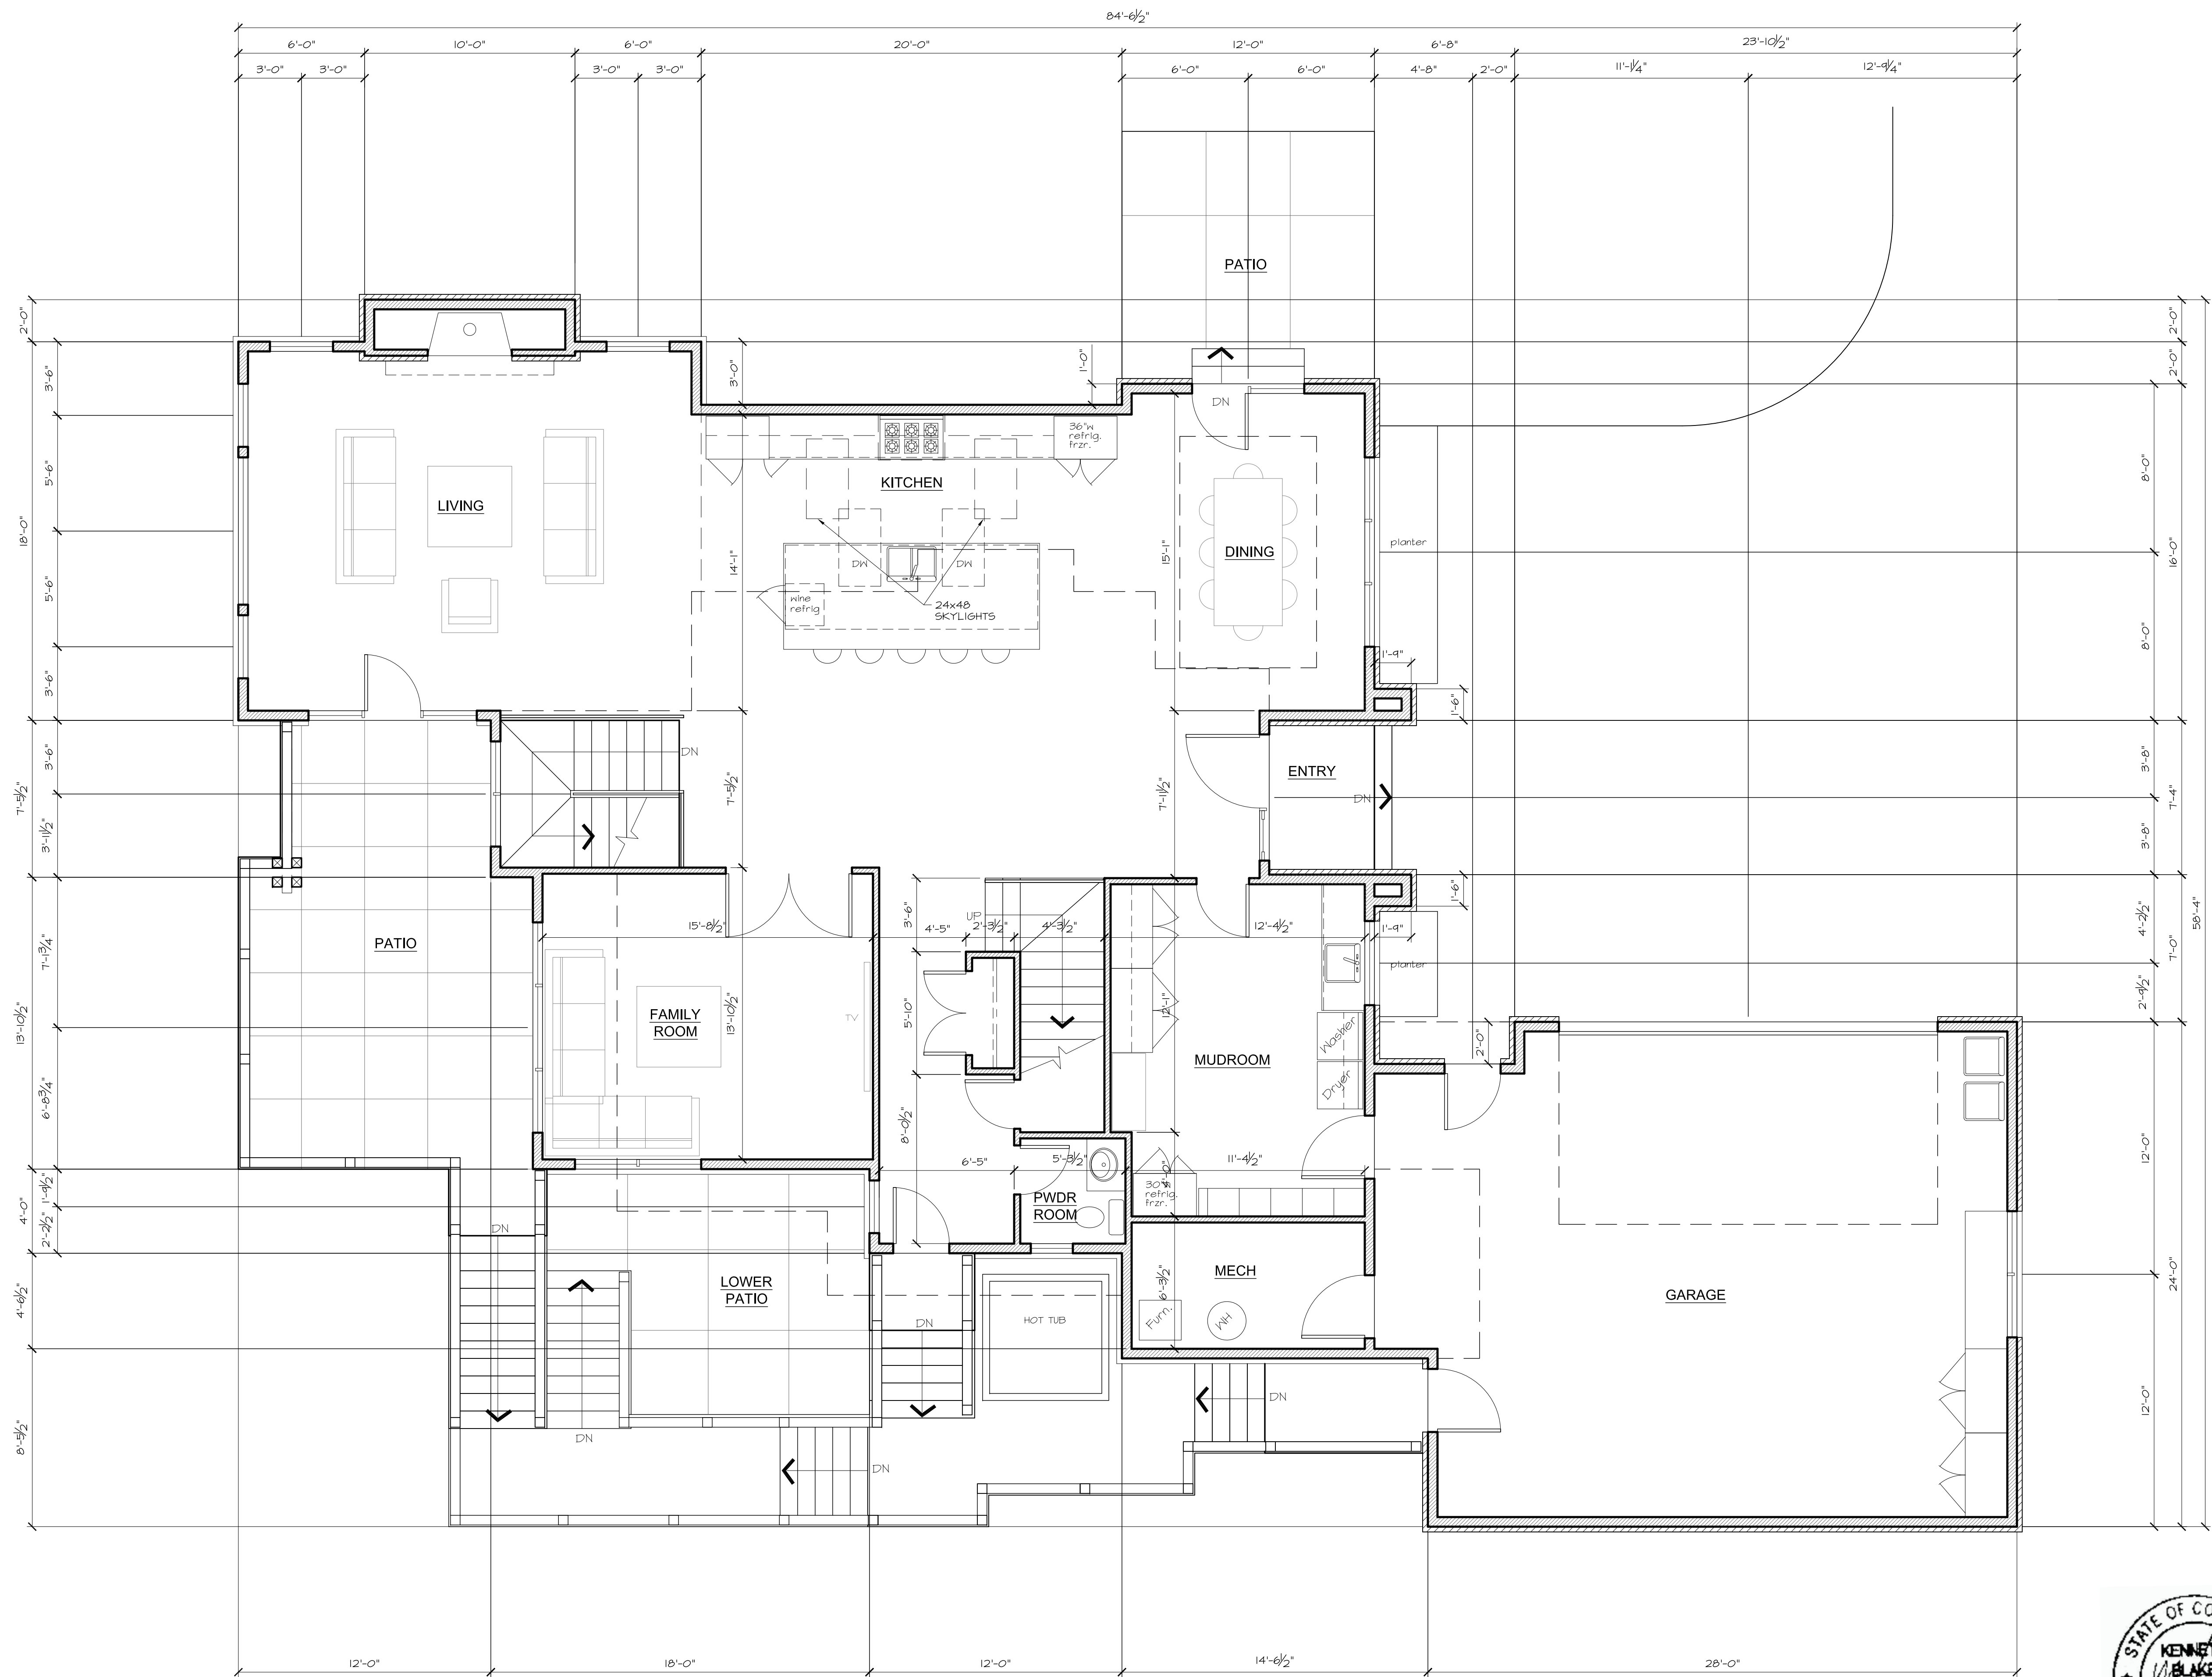 84'-6½"
6'-0" 10'-0" 6'-0" 20'-0" 12'-0" 6'-8" 23'-10½"
3'-0" 3'-0" 3'-0" 3'-0" 6'-0" 6'-0" 4'-8" 2'-0" 11'-1¼" 12'-9¼"
PATIO
2'-0"
2'-0"
2'-0"
3'-6"
3'-0"
1'-0"
DN
36"w
refrig.
frzr.
KITCHEN
LIVING
5'-6"
18'-0"
5'-6"
3'-6"
14'-1"
15'-1"
DINING
planter
8'-0"
16'-0"
8'-0"
DW
DW
wine
refrig
24x48
SKYLIGHTS
1'-9"
1'-6"
3'-6"
7'-5½"
3'-11½"
DN
7'-5½"
7'-11½"
ENTRY
DN
3'-8"
7'-4"
3'-8"
58'-4"
1'-6"
PATIO
7'-1¾"
13'-10½"
6'-8¾"
15'-8½"
FAMILY
ROOM
13'-10½"
TV
3'-6"
UP
4'-5" 2'-3½" 4'-3½" 12'-4½" 1'-9"
5'-10"
8'-0½"
12'-1"
MUDROOM
Washer
Dryer
planter
4'-2½"
7'-0"
2'-9½"
2'-0"
6'-5" 5'-3½" 11'-4½"
PWDR
ROOM
30"w
refrig.
frzr.
4'-0"
1'-9½"
4'-0"
2'-2½"
DN
LOWER
PATIO
DN
HOT TUB
MECH
6'-3½"
Furn.
WH
GARAGE
12'-0"
24'-0"
12'-0"
4'-6½"
8'-5½"
DN
DN
DN
12'-0" 18'-0" 12'-0" 14'-6½" 28'-0"
STATE OF CO
KENNE
BLAKE